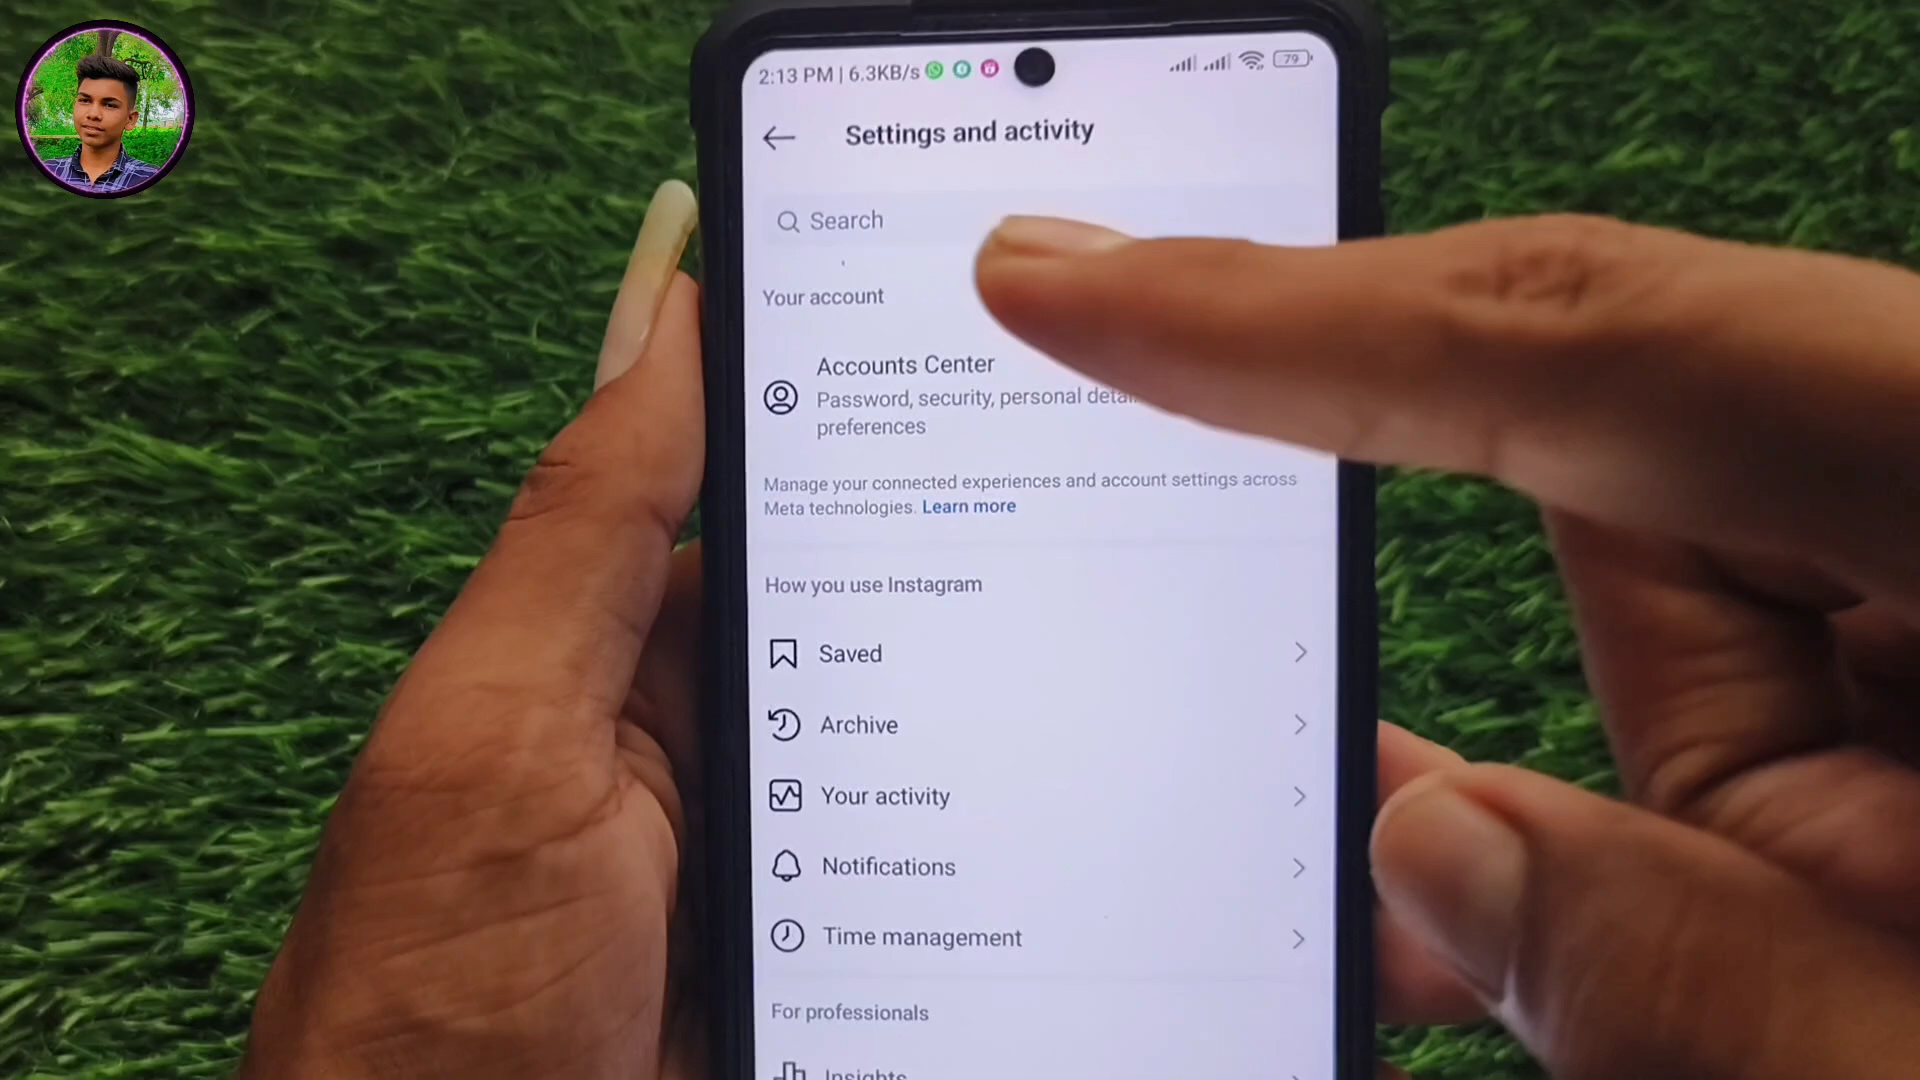 2:13 PM | 6.3KB/s
79
Settings and activity
Search
Your account
Accounts Center
Password, security, personal
preferences
Manage your connected experiences and account settings across
Meta technologies. Learn more
How you use Instagram
Saved
Archive
Your activity
Notifications
Time management
For professionals
Insights